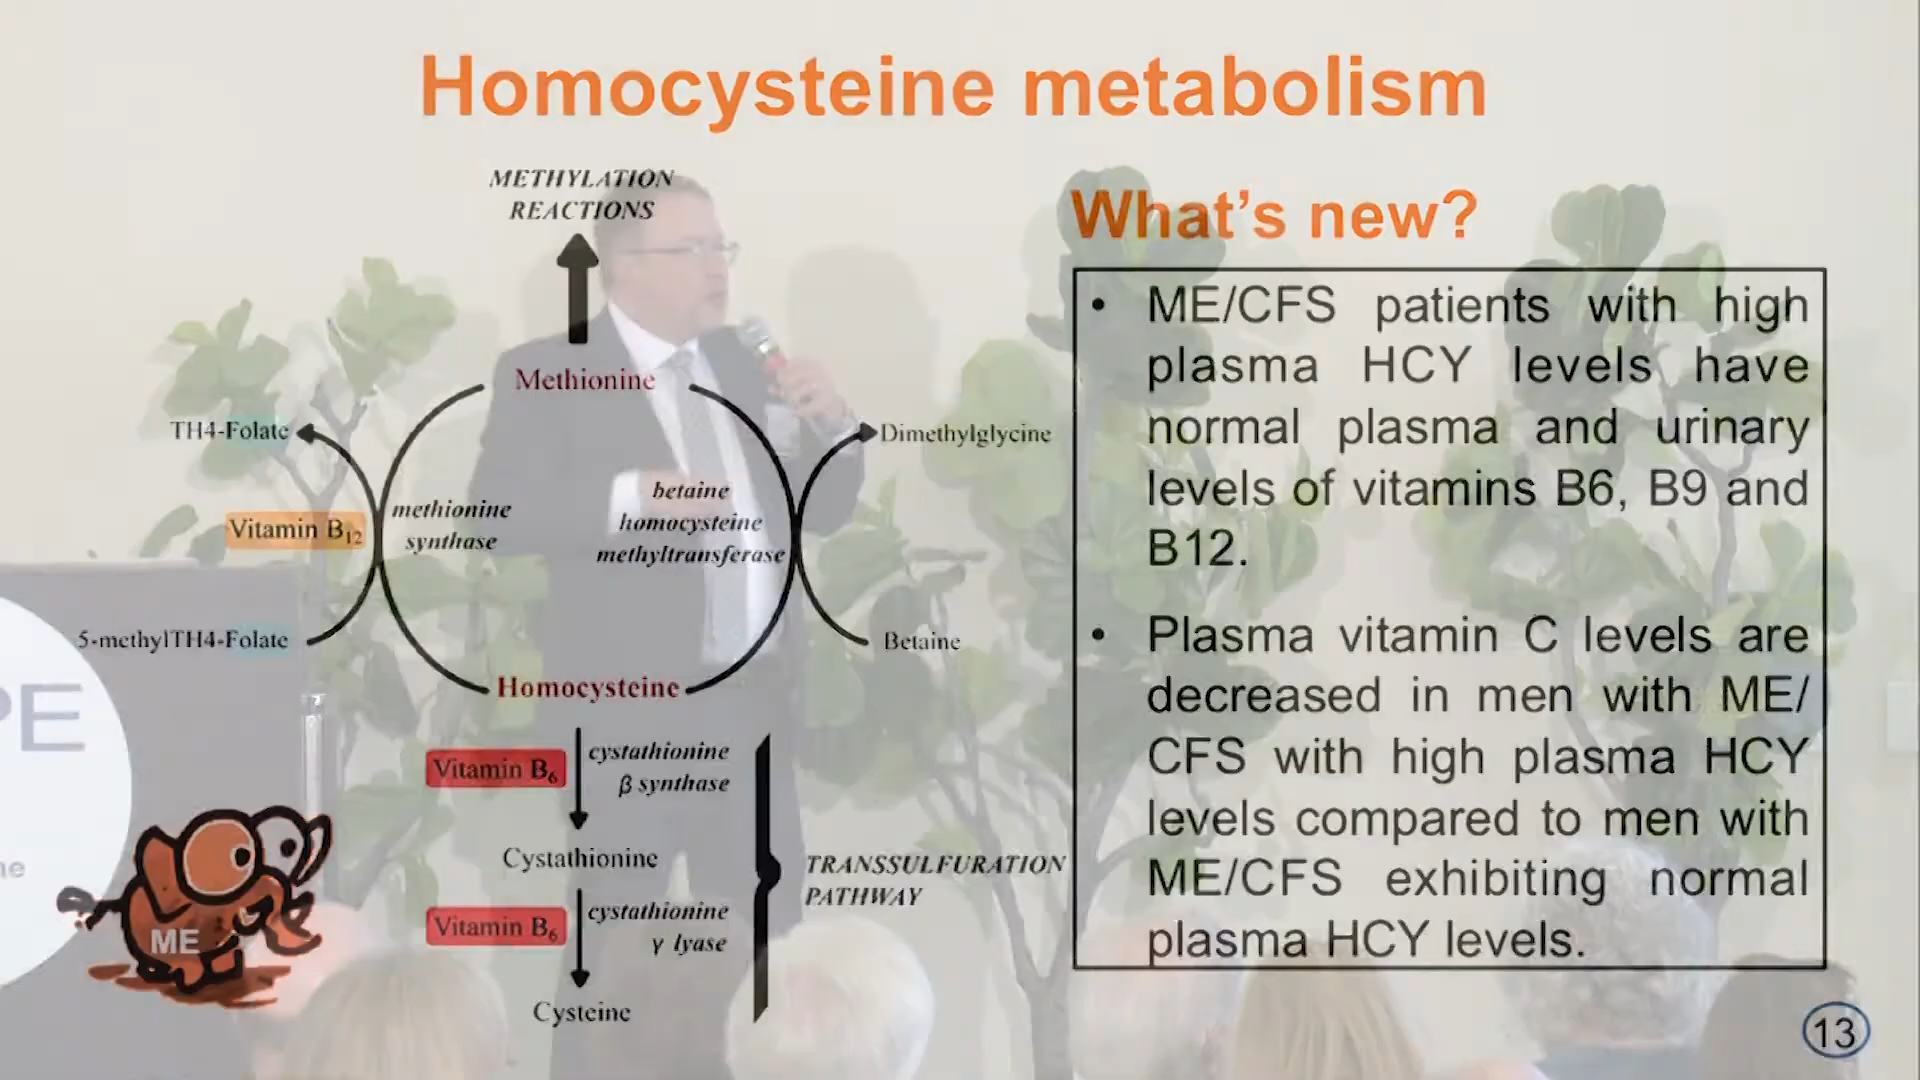 Homocysteine metabolism
METHYLATION
REACTIONS
Methionine
TH4-Folate
Dimethylglycine
Vitamin B12
methionine
synthase
betaine
homocysteine
methyltransferase
5-methylTH4-Folate
Betaine
Homocysteine
Vitamin B6
cystathionine
β synthase
Cystathionine
TRANSSULFURATION
PATHWAY
Vitamin B6
cystathionine
γ lyase
Cysteine
ME
PE
ne
What's new?
• ME/CFS patients with high
plasma HCY levels have
normal plasma and urinary
levels of vitamins B6, B9 and
B12.
• Plasma vitamin C levels are
decreased in men with ME/
CFS with high plasma HCY
levels compared to men with
ME/CFS exhibiting normal
plasma HCY levels.
13